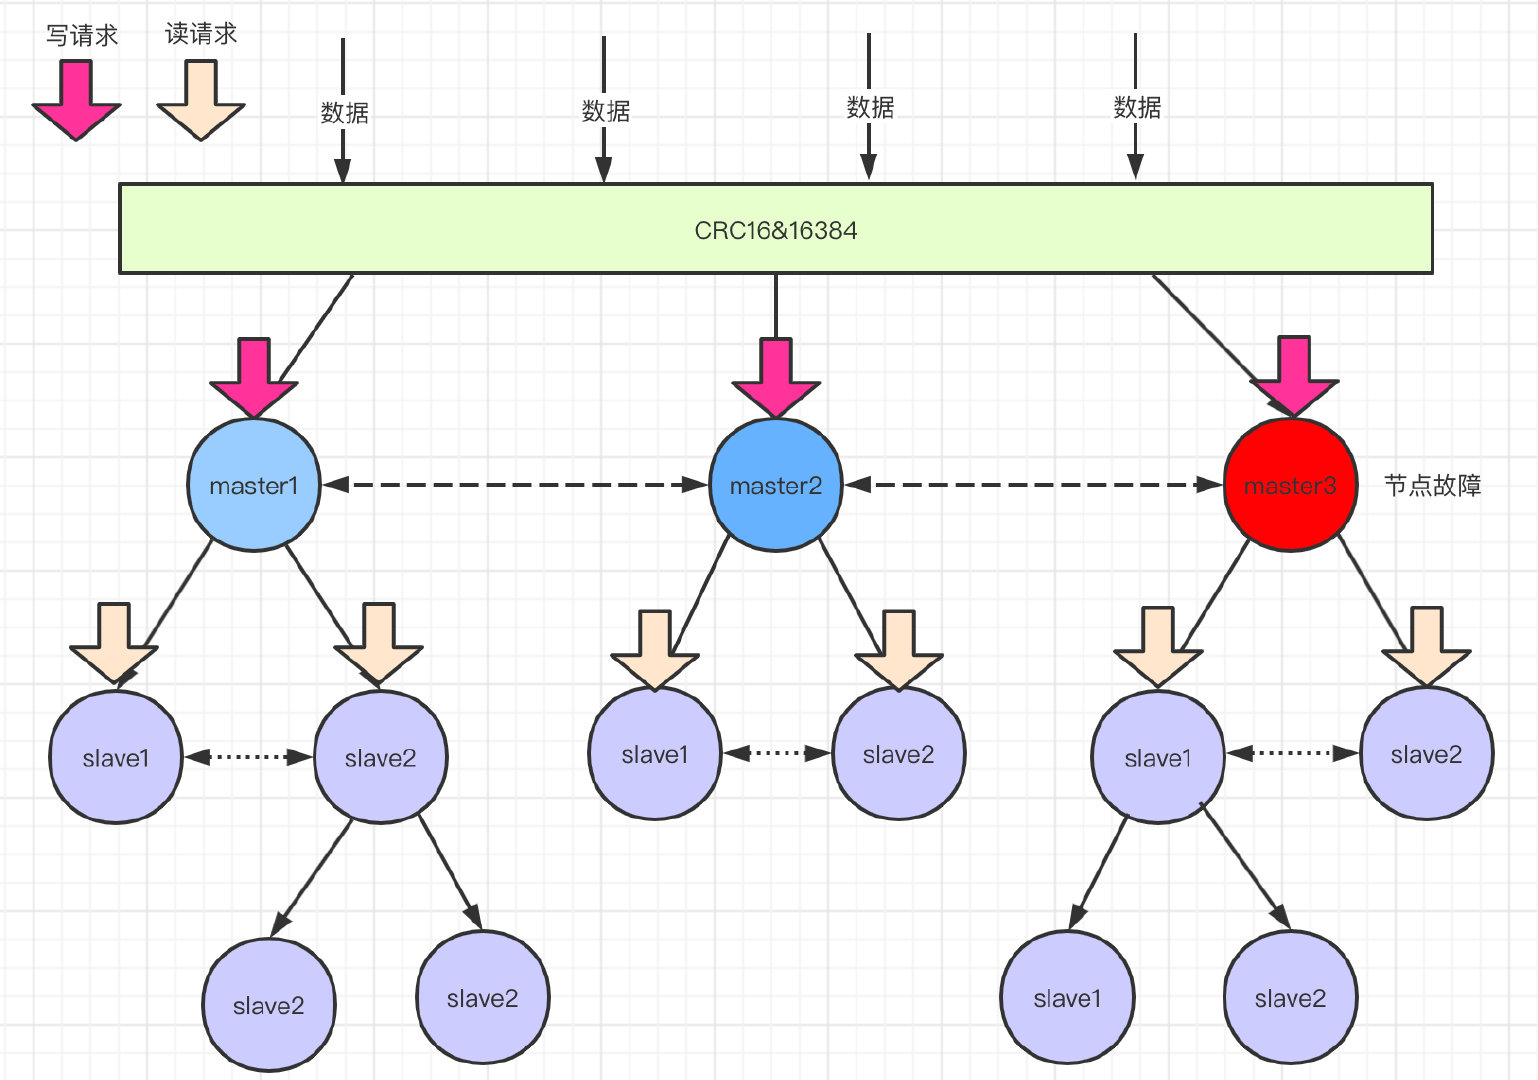 写请求
读请求
数据
数据
数据
数据
CRC16&16384
master1
master2
master3
节点故障
slave1
slave2
slave1
slave2
slave1
slave2
slave2
slave2
slave1
slave2